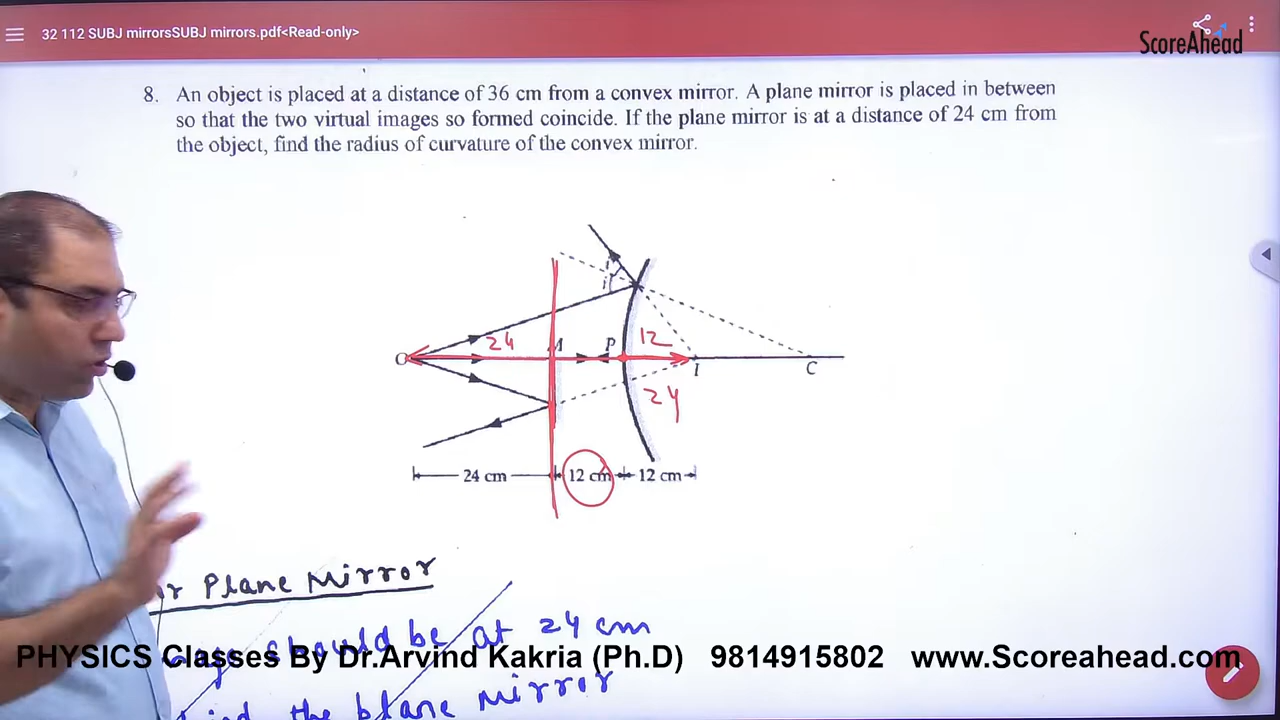 32 112 SUBJ mirrorsSUBJ mirrors.pdf<Read-only>
ScoreAhead
8. An object is placed at a distance of 36 cm from a convex mirror. A plane mirror is placed in between
so that the two virtual images so formed coincide. If the plane mirror is at a distance of 24 cm from
the object, find the radius of curvature of the convex mirror.
i
O 24 M P 12 I C
24
24 cm 12 cm 12 cm
Plane Mirror
should be at 24 cm
the plane mirror
PHYSICS Classes By Dr.Arvind Kakria (Ph.D) 9814915802 www.Scoreahead.com